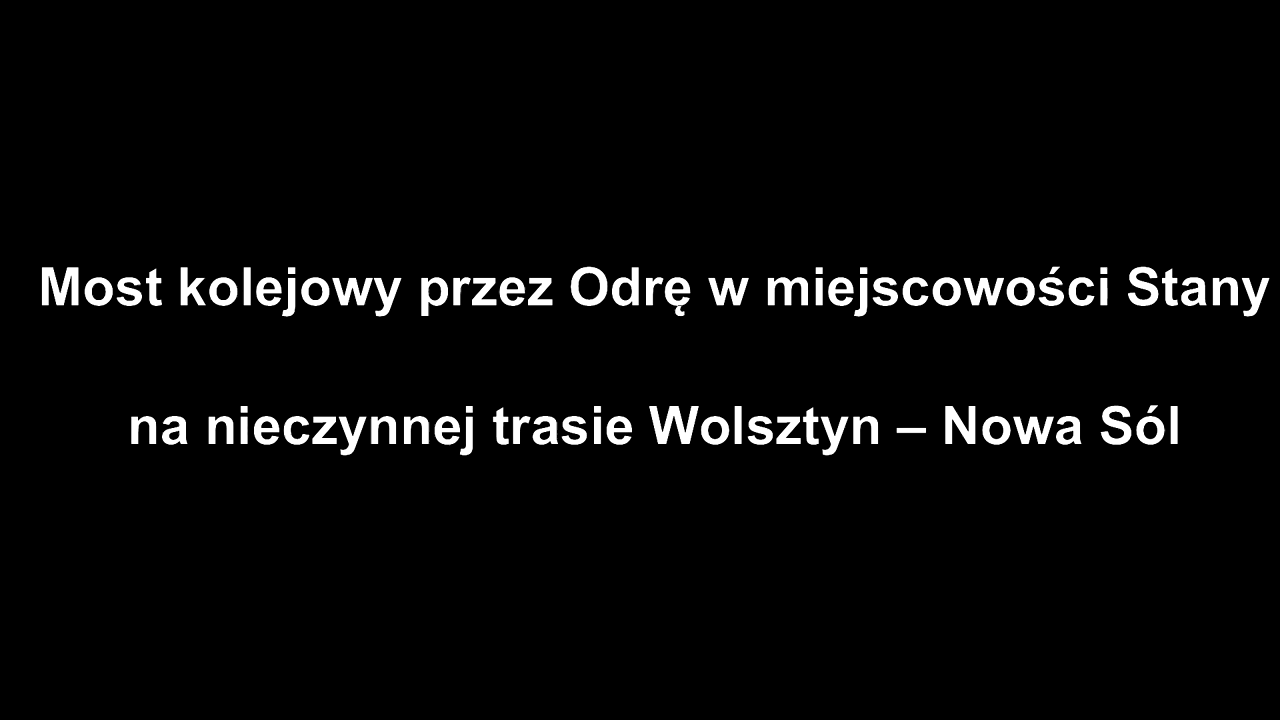 Most kolejowy przez Odrę w miejscowości Stany
na nieczynnej trasie Wolsztyn – Nowa Sól